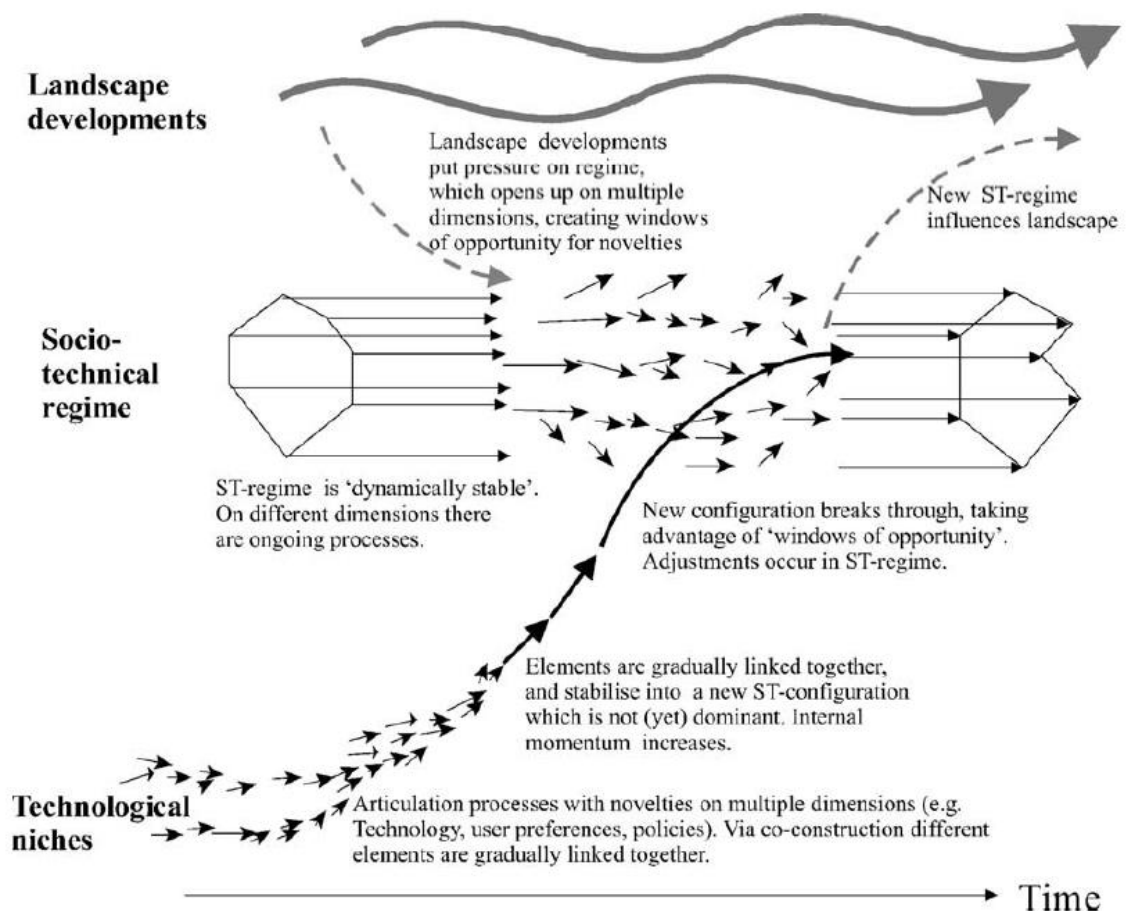 Landscape
developments
Landscape developments
put pressure on regime,
which opens up on multiple
dimensions, creating windows
of opportunity for novelties
New ST-regime
influences landscape
Socio-
technical
regime
ST-regime is ‘dynamically stable’.
On different dimensions there
are ongoing processes.
New configuration breaks through, taking
advantage of ‘windows of opportunity’.
Adjustments occur in ST-regime.
Elements are gradually linked together,
and stabilise into a new ST-configuration
which is not (yet) dominant. Internal
momentum increases.
Technological
niches
Articulation processes with novelties on multiple dimensions (e.g.
Technology, user preferences, policies). Via co-construction different
elements are gradually linked together.
Time